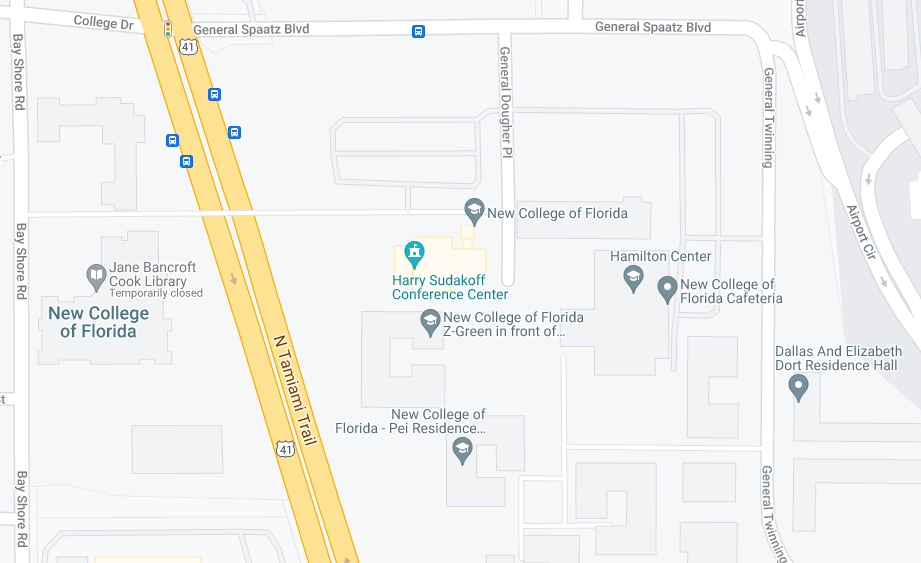 College Dr
General Spaatz Blvd
General Spaatz Blvd
Airport
41
Bay Shore Rd
General Dougher Pl
General Twinning
New College of Florida
Airport Cir
Bay Shore Rd
Hamilton Center
Jane Bancroft
Cook Library
Temporarily closed
Harry Sudakoff
Conference Center
New College of
Florida Cafeteria
New College
of Florida
New College of Florida
Z-Green in front of...
N Tamiami Trail
Dallas And Elizabeth
Dort Residence Hall
New College of
Florida - Pei Residence...
41
Bay Shore Rd
General Twinning